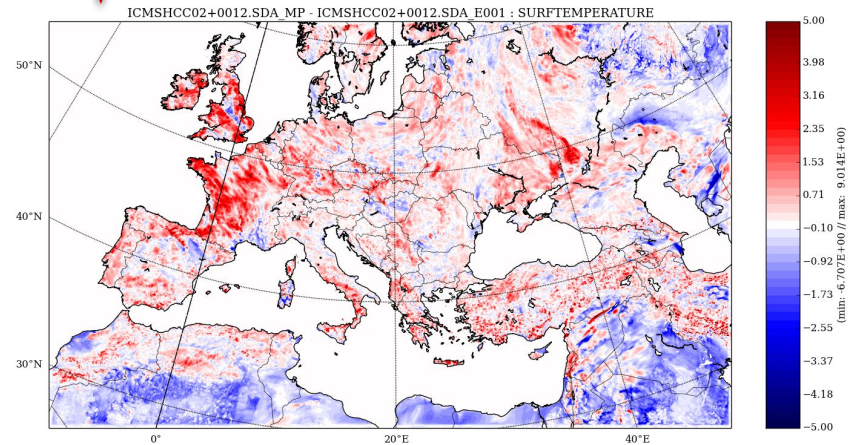 ICMSHCC02+0012.SDA_MP - ICMSHCC02+0012.SDA_E001 : SURFTEMPERATURE
50°N
40°N
30°N
0°
20°E
40°E
5.00
3.98
3.16
2.35
1.53
0.71
−0.10
−0.92
−1.73
−2.55
−3.37
−4.18
−5.00
(min: -6.707E+00 // max: 9.014E+00)